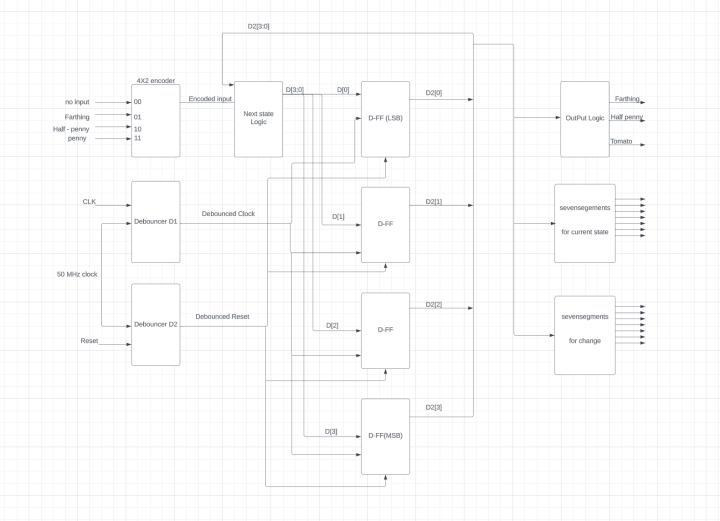 D2[3:0]
4X2 encoder
no input
00
Farthing
01
Half - penny
10
penny
11
Encoded input
Next state
Logic
D[3:0]
D[0]
D-FF (LSB)
D2[0]
OutPut Logic
Farthing
Half penny
Tomato
CLK
Debouncer D1
Debounced Clock
D[1]
D-FF
D2[1]
sevensegements
for current state
50 MHz clock
Debouncer D2
Debounced Reset
Reset
D[2]
D-FF
D2[2]
sevensegments
for change
D[3]
D-FF(MSB)
D2[3]